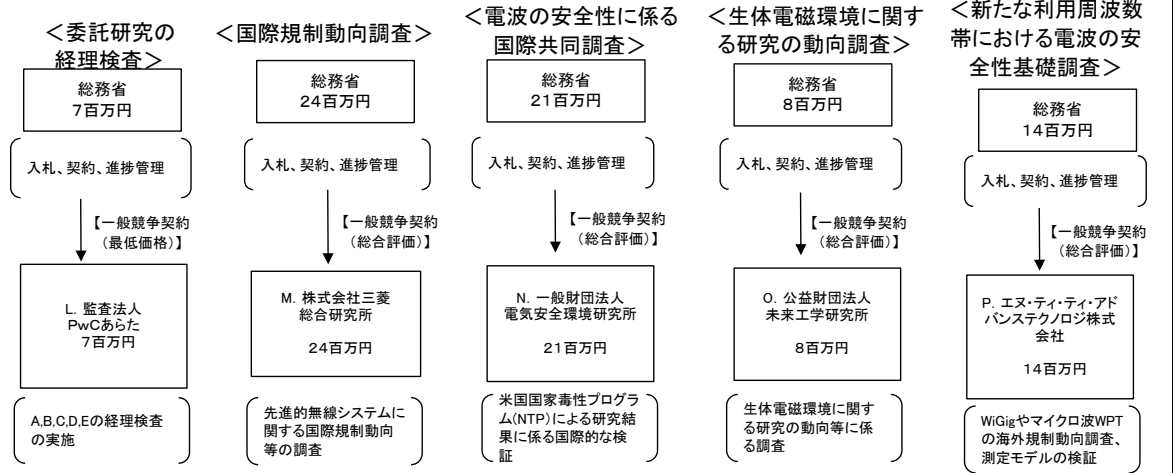 <委託研究の
経理検査>
総務省
7百万円
入札、契約、進捗管理
【一般競争契約
(最低価格)】
L. 監査法人
PwCあらた
7百万円
A,B,C,D,Eの経理検査
の実施
<国際規制動向調査>
総務省
24百万円
入札、契約、進捗管理
【一般競争契約
(総合評価)】
M. 株式会社三菱
総合研究所
24百万円
先進的無線システムに
関する国際規制動向
等の調査
<電波の安全性に係る
国際共同調査>
総務省
21百万円
入札、契約、進捗管理
【一般競争契約
(総合評価)】
N. 一般財団法人
電気安全環境研究所
21百万円
米国国家毒性プログラ
ム(NTP)による研究結
果に係る国際的な検
証
<生体電磁環境に関す
る研究の動向調査>
総務省
8百万円
入札、契約、進捗管理
【一般競争契約
(総合評価)】
O. 公益財団法人
未来工学研究所
8百万円
生体電磁環境に関す
る研究の動向等に係
る調査
<新たな利用周波数
帯における電波の安
全性基礎調査>
総務省
14百万円
入札、契約、進捗管理
【一般競争契約
(総合評価)】
P. エヌ・ティ・ティ・アド
バンステクノロジ株式
会社
14百万円
WiGigやマイクロ波WPT
の海外規制動向調査、
測定モデルの検証